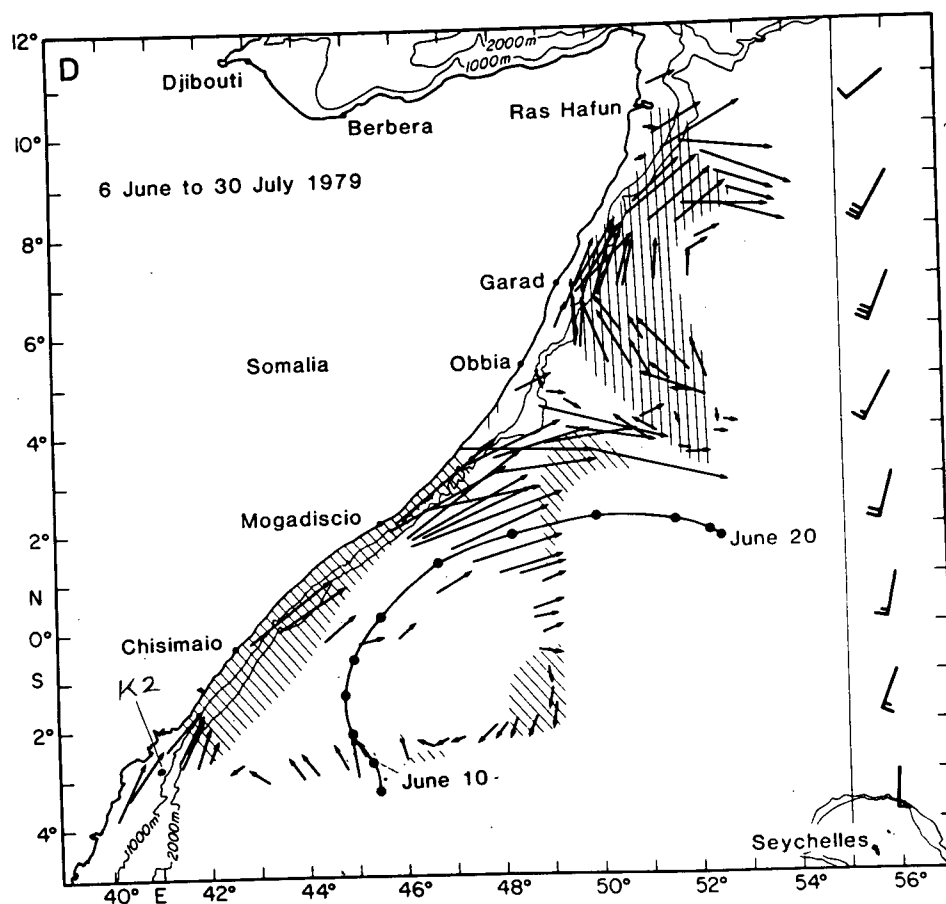 12°
D
2000m
1000m
Djibouti
Ras Hafun
Berbera
10°
6 June to 30 July 1979
8°
Garad
6°
Somalia
Obbia
4°
Mogadiscio
2°
June 20
N
0°
Chisimaio
S
K2
2°
June 10
1000m
2000m
4°
Seychelles
40° E 42° 44° 46° 48° 50° 52° 54° 56°